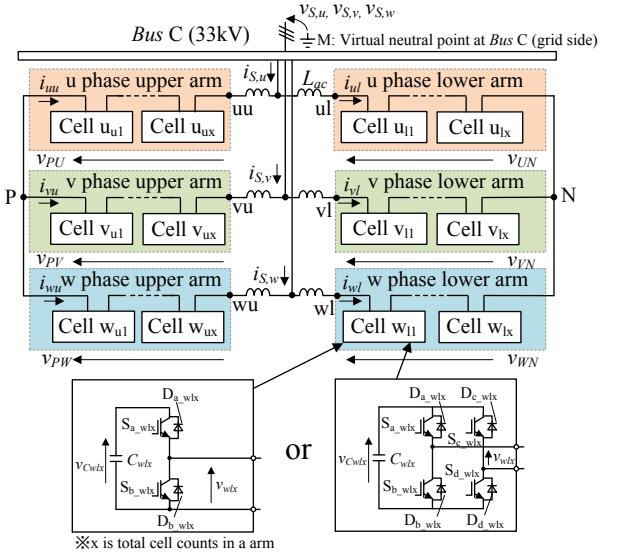 v_{S,u}, v_{S,v}, v_{S,w}
Bus C (33kV)
M: Virtual neutral point at Bus C (grid side)
i_{uu} u phase upper arm
i_{S,u}
L_{ac}
i_{ul} u phase lower arm
uu
ul
Cell u_{u1}
Cell u_{ux}
Cell u_{l1}
Cell u_{lx}
v_{PU}
v_{UN}
i_{vu} v phase upper arm
i_{S,v}
i_{vl} v phase lower arm
P
N
vu
vl
Cell v_{u1}
Cell v_{ux}
Cell v_{l1}
Cell v_{lx}
v_{PV}
v_{VN}
i_{wu} w phase upper arm
i_{S,w}
i_{wl} w phase lower arm
wu
wl
Cell w_{u1}
Cell w_{ux}
Cell w_{l1}
Cell w_{lx}
v_{PW}
v_{WN}
D_{a_wlx}
S_{a_wlx}
v_{Cwlx}
C_{wlx}
S_{b_wlx}
v_{wlx}
D_{b_wlx}
or
D_{a_wlx}
D_{c_wlx}
S_{a_wlx}
S_{c_wlx}
v_{Cwlx}
C_{wlx}
v_{wlx}
S_{b_wlx}
S_{d_wlx}
D_{b_wlx}
D_{d_wlx}
※x is total cell counts in a arm